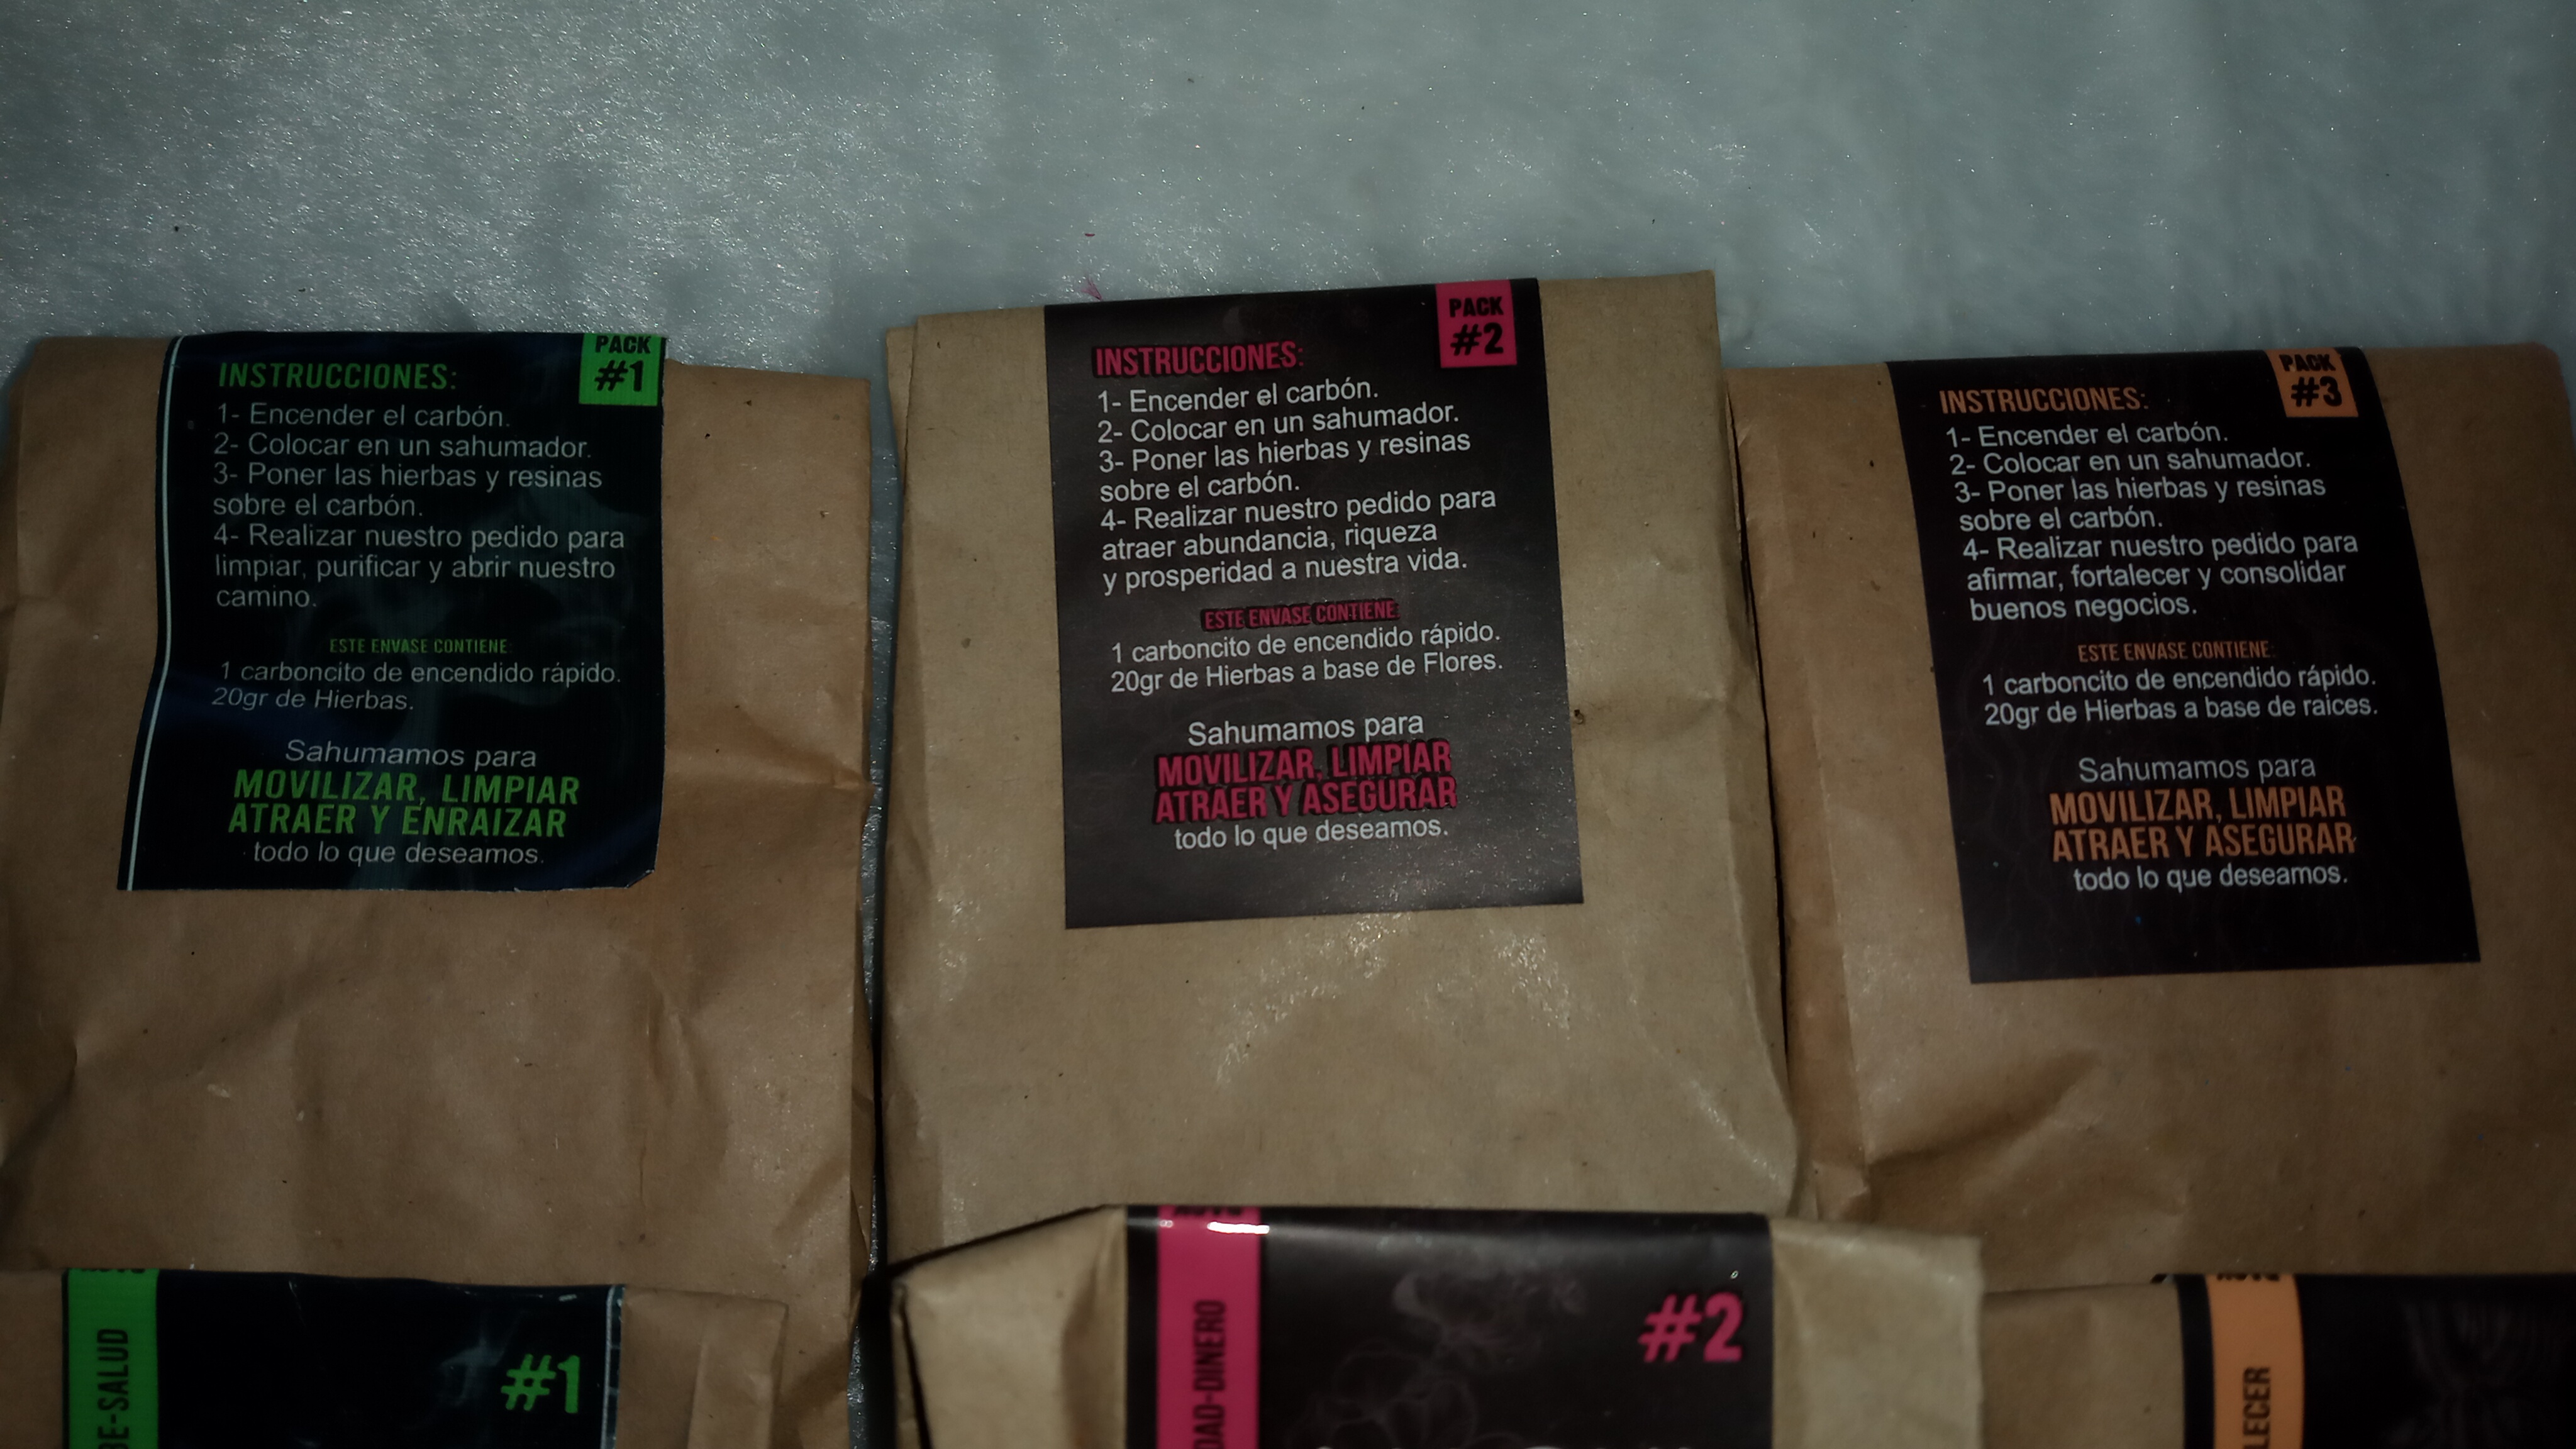 PACK
#1
INSTRUCCIONES:
1- Encender el carbón.
2- Colocar en un sahumador.
3- Poner las hierbas y resinas
sobre el carbón.
4- Realizar nuestro pedido para
limpiar, purificar y abrir nuestro
camino.
ESTE ENVASE CONTIENE:
1 carboncito de encendido rápido.
20gr de Hierbas.
Sahumamos para
MOVILIZAR, LIMPIAR
ATRAER Y ENRAIZAR
todo lo que deseamos.
PACK
#2
INSTRUCCIONES:
1- Encender el carbón.
2- Colocar en un sahumador.
3- Poner las hierbas y resinas
sobre el carbón.
4- Realizar nuestro pedido para
atraer abundancia, riqueza
y prosperidad a nuestra vida.
ESTE ENVASE CONTIENE
1 carboncito de encendido rápido.
20gr de Hierbas a base de Flores.
Sahumamos para
MOVILIZAR, LIMPIAR
ATRAER Y ASEGURAR
todo lo que deseamos.
PACK
#3
INSTRUCCIONES:
1- Encender el carbón.
2- Colocar en un sahumador.
3- Poner las hierbas y resinas
sobre el carbón.
4- Realizar nuestro pedido para
afirmar, fortalecer y consolidar
buenos negocios.
ESTE ENVASE CONTIENE:
1 carboncito de encendido rápido.
20gr de Hierbas a base de raices.
Sahumamos para
MOVILIZAR, LIMPIAR
ATRAER Y ASEGURAR
todo lo que deseamos.
BE-SALUD
#1
DAD-DINERO
#2
LECER